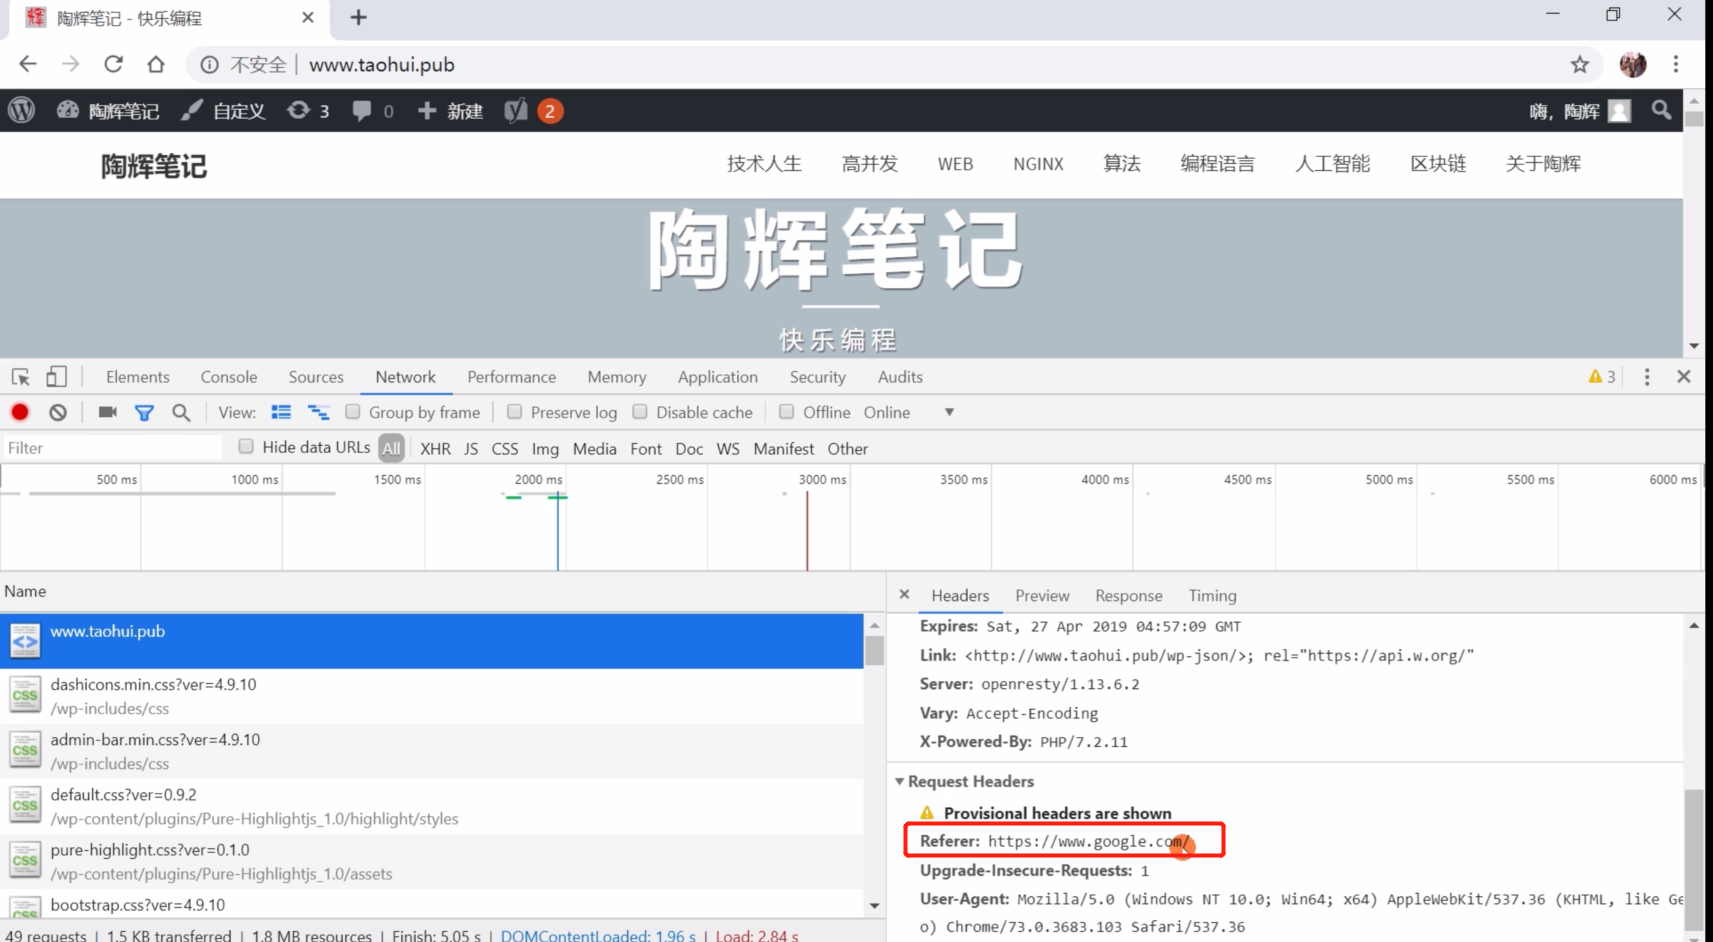 陶辉笔记 - 快乐编程
不安全 | www.taohui.pub
陶辉笔记 自定义 3 0 新建 2 嗨，陶辉
陶辉笔记 技术人生 高并发 WEB NGINX 算法 编程语言 人工智能 区块链 关于陶辉
陶辉笔记
快乐编程
Elements Console Sources Network Performance Memory Application Security Audits 3
View: Group by frame Preserve log Disable cache Offline Online
Filter Hide data URLs All XHR JS CSS Img Media Font Doc WS Manifest Other
500 ms 1000 ms 1500 ms 2000 ms 2500 ms 3000 ms 3500 ms 4000 ms 4500 ms 5000 ms 5500 ms 6000 ms
Name
www.taohui.pub
dashicons.min.css?ver=4.9.10
/wp-includes/css
admin-bar.min.css?ver=4.9.10
/wp-includes/css
default.css?ver=0.9.2
/wp-content/plugins/Pure-Highlightjs_1.0/highlight/styles
pure-highlight.css?ver=0.1.0
/wp-content/plugins/Pure-Highlightjs_1.0/assets
bootstrap.css?ver=4.9.10
49 requests | 1.5 KB transferred | 1.8 MB resources | Finish: 5.05 s | DOMContentLoaded: 1.96 s | Load: 2.84 s
Headers Preview Response Timing
Expires: Sat, 27 Apr 2019 04:57:09 GMT
Link: <http://www.taohui.pub/wp-json/>; rel="https://api.w.org/"
Server: openresty/1.13.6.2
Vary: Accept-Encoding
X-Powered-By: PHP/7.2.11
Request Headers
Provisional headers are shown
Referer: https://www.google.com/
Upgrade-Insecure-Requests: 1
User-Agent: Mozilla/5.0 (Windows NT 10.0; Win64; x64) AppleWebKit/537.36 (KHTML, like Ge
o) Chrome/73.0.3683.103 Safari/537.36